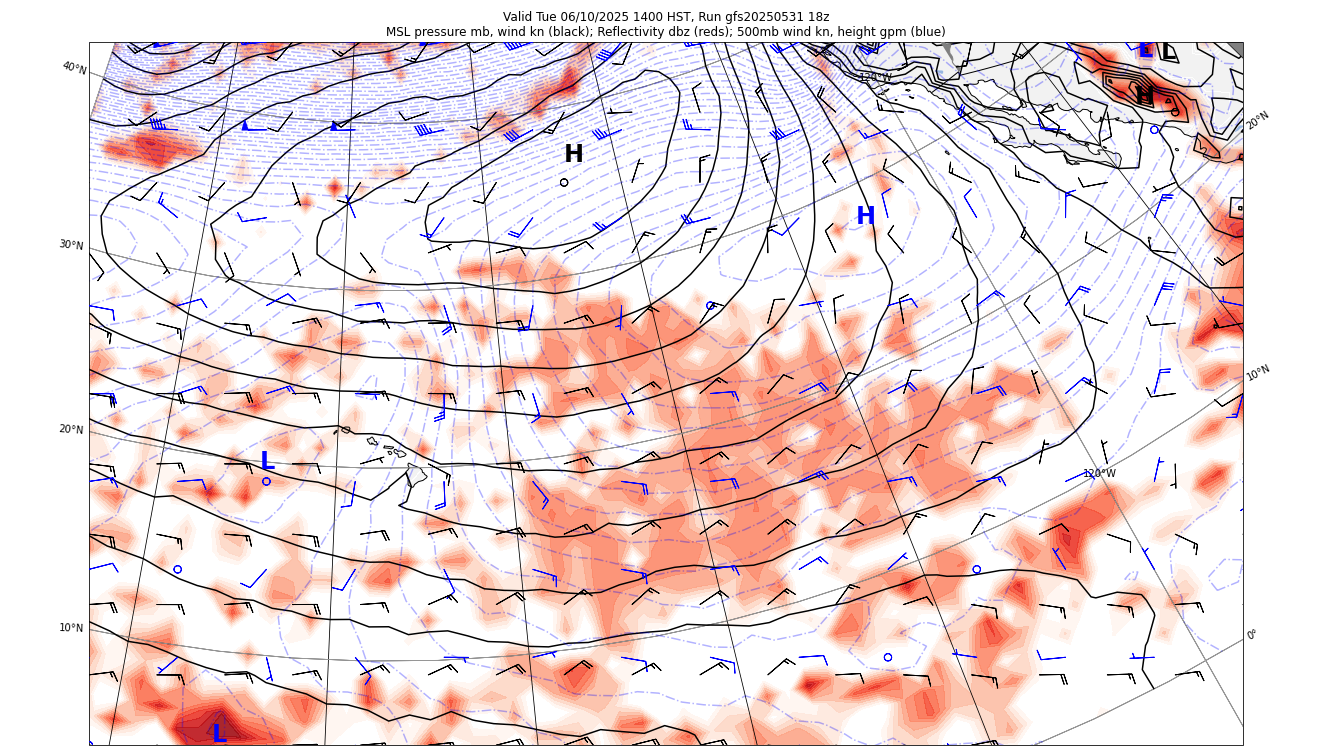 Valid Tue 06/10/2025 1400 HST, Run gfs20250531 18z
MSL pressure mb, wind kn (black); Reflectivity dbz (reds); 500mb wind kn, height gpm (blue)
L L
40°N
120°W
H
20°N
H
H
30°N
10°N
20°N
L
120°W
10°N
0°
L